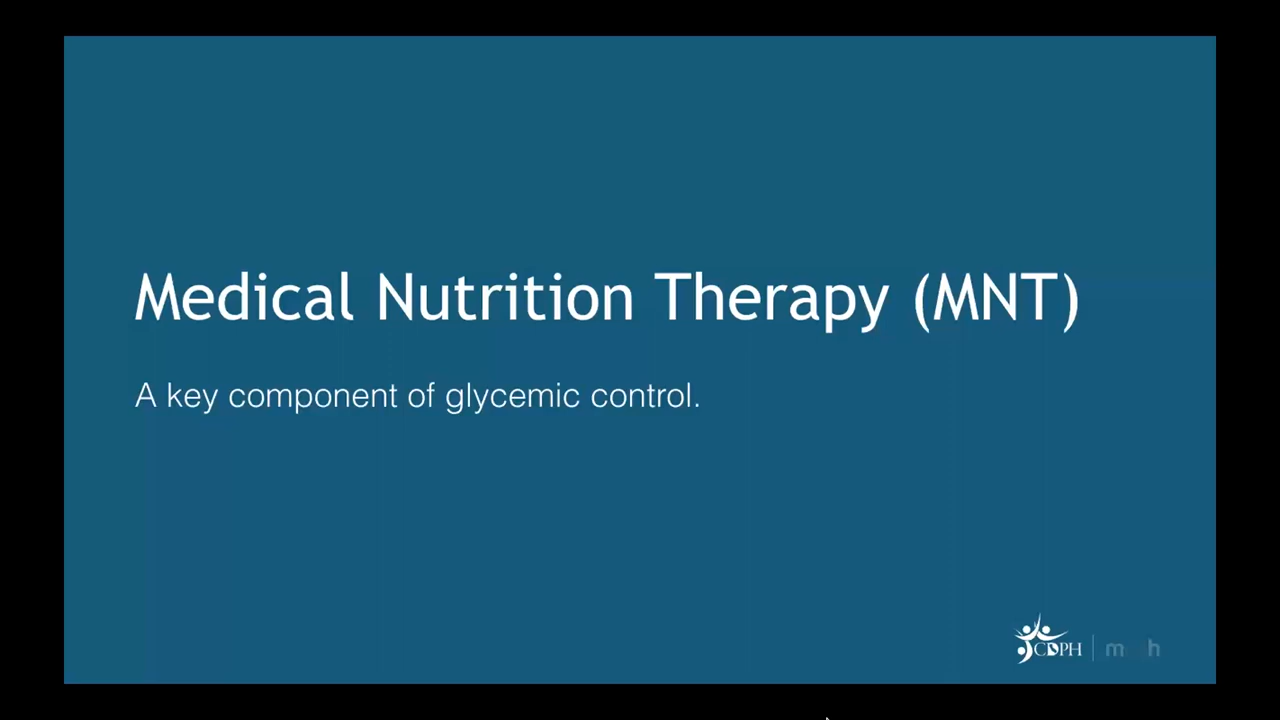 Medical Nutrition Therapy (MNT)
A key component of glycemic control.
CDPH